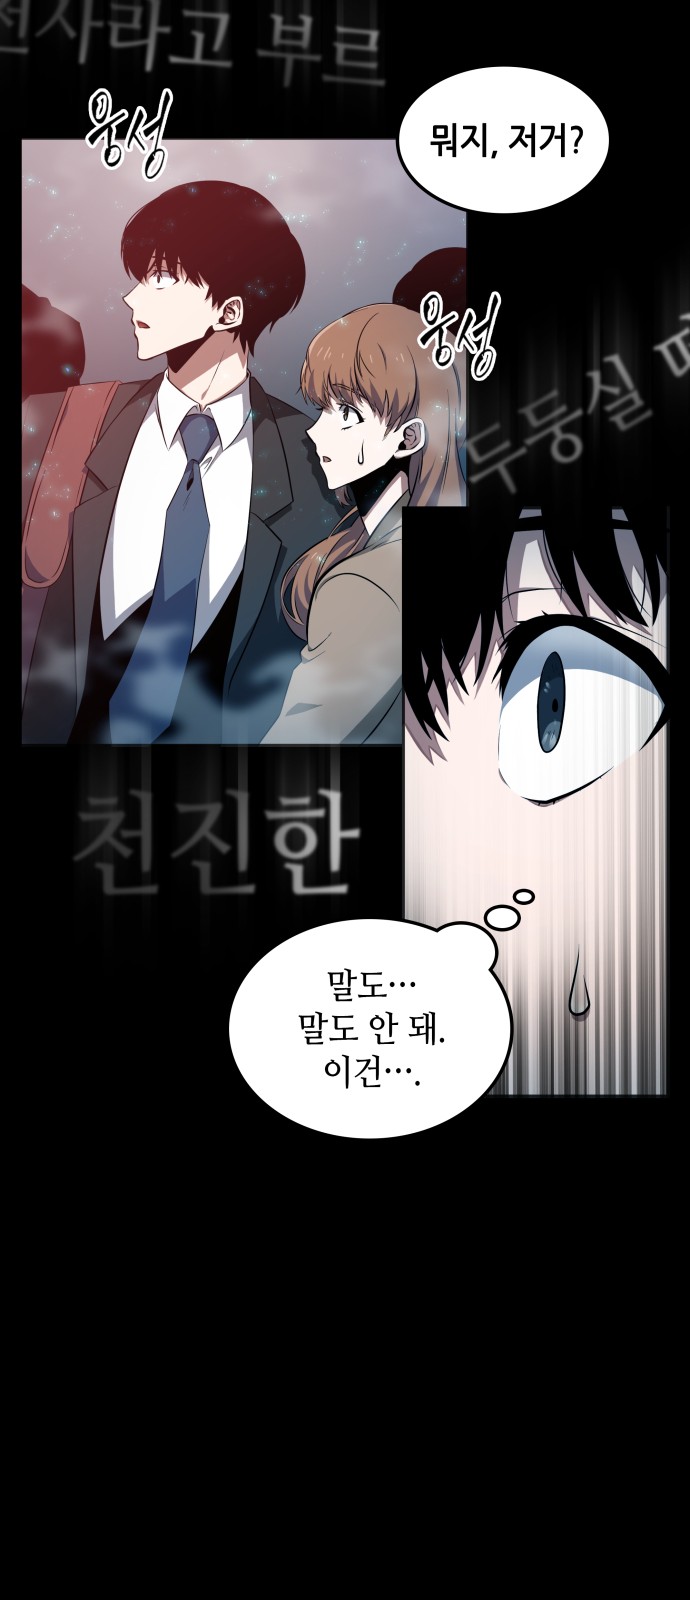 천사라고 부르
웅성
뭐지, 저거?
웅성
두둥실 떠
천진한
말도…
말도 안 돼.
이건….